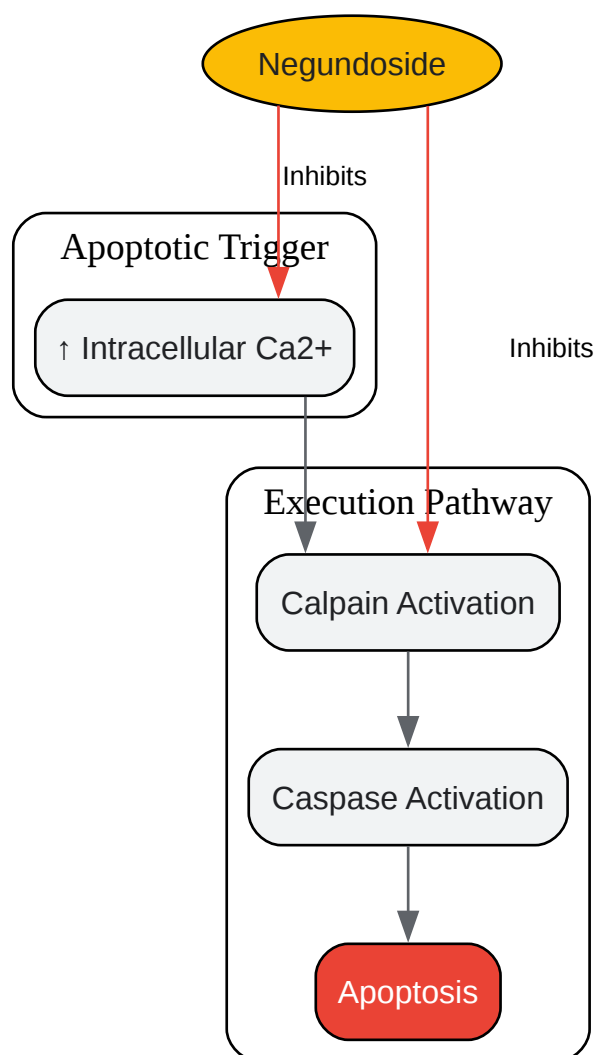 Negundoside
Inhibits
Apoptotic Trigger
↑ Intracellular Ca2+
Inhibits
Execution Pathway
Calpain Activation
Caspase Activation
Apoptosis